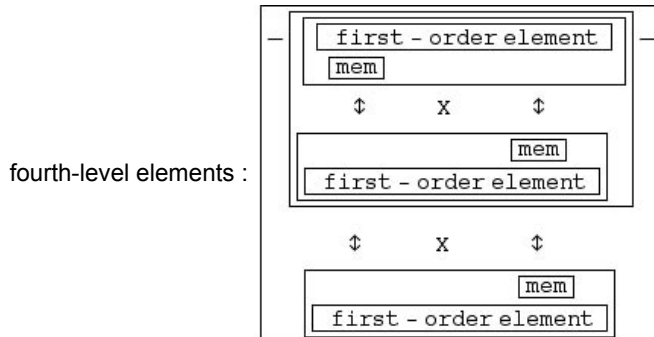 first - order element
mem
↕ X ↕
mem
fourth-level elements :
first - order element
↕ X ↕
mem
first - order element